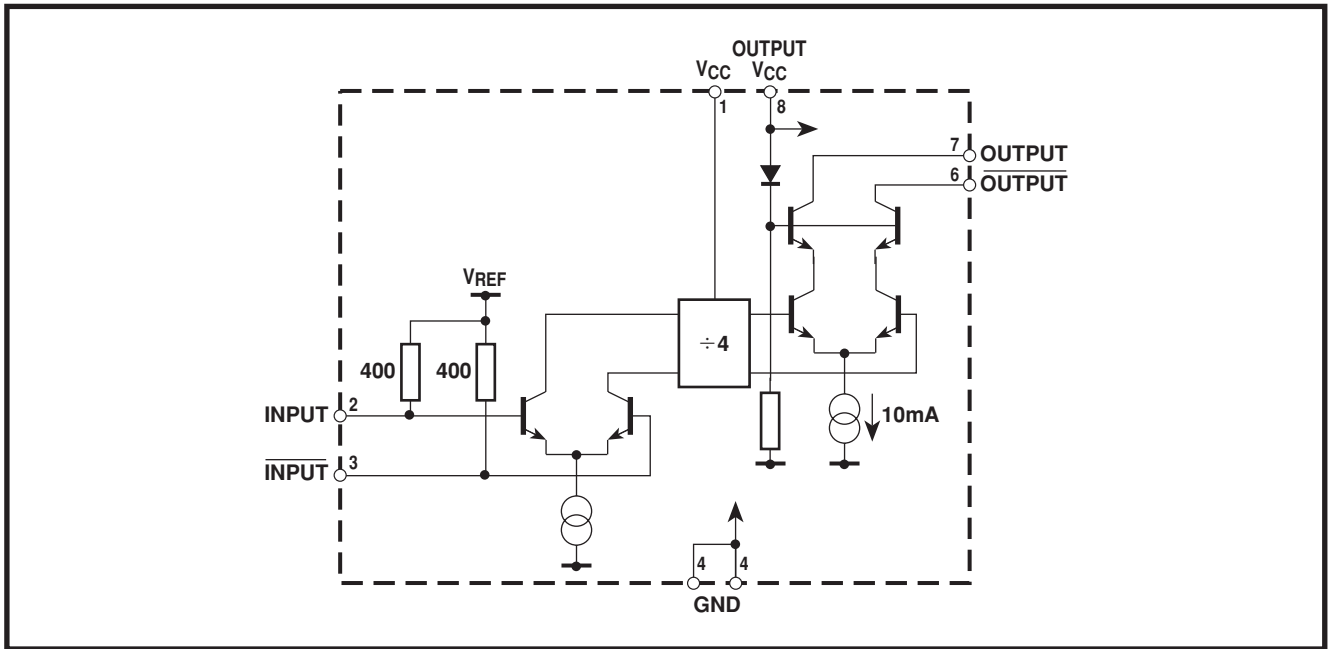 OUTPUT
VCC VCC
1 8
7 OUTPUT
6 OUTPUT
VREF
÷4
400 400
INPUT 2
10mA
INPUT 3
4 4
GND